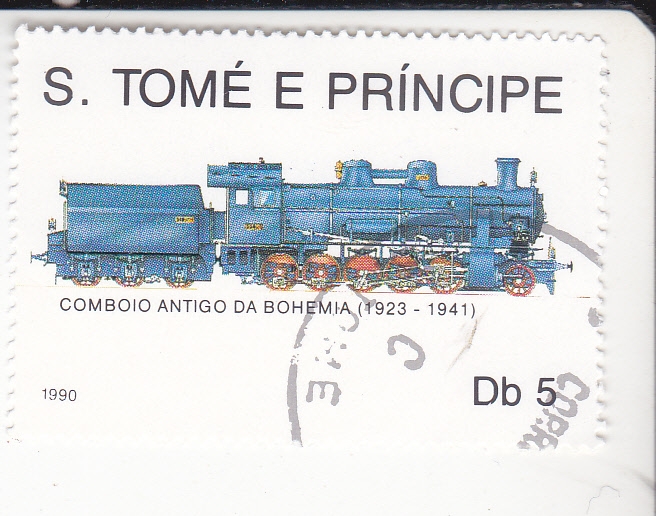 S. TOMÉ E PRÍNCIPE
COMBOIO ANTIGO DA BOHEMIA (1923 - 1941)
1990
Db 5